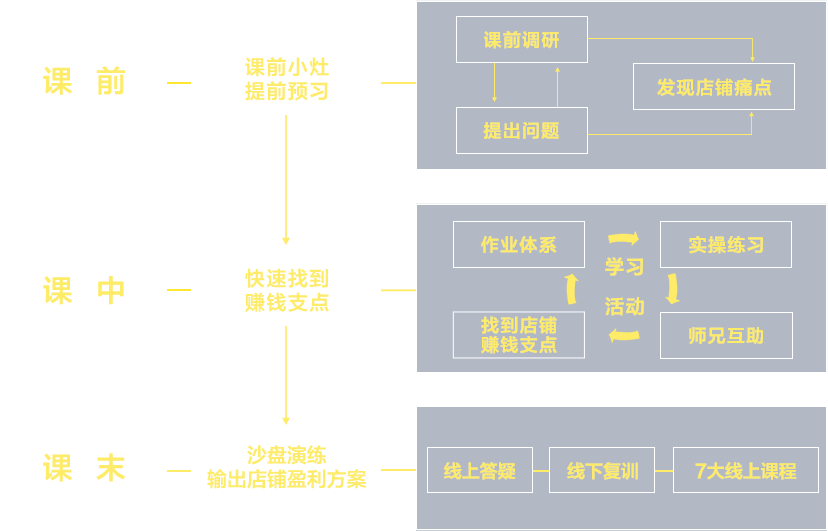 课前
课前小灶
提前预习
课前调研
提出问题
发现店铺痛点
课中
快速找到
赚钱支点
作业体系
实操练习
学习
活动
找到店铺
赚钱支点
师兄互助
课末
沙盘演练
输出店铺盈利方案
线上答疑
线下复训
7大线上课程